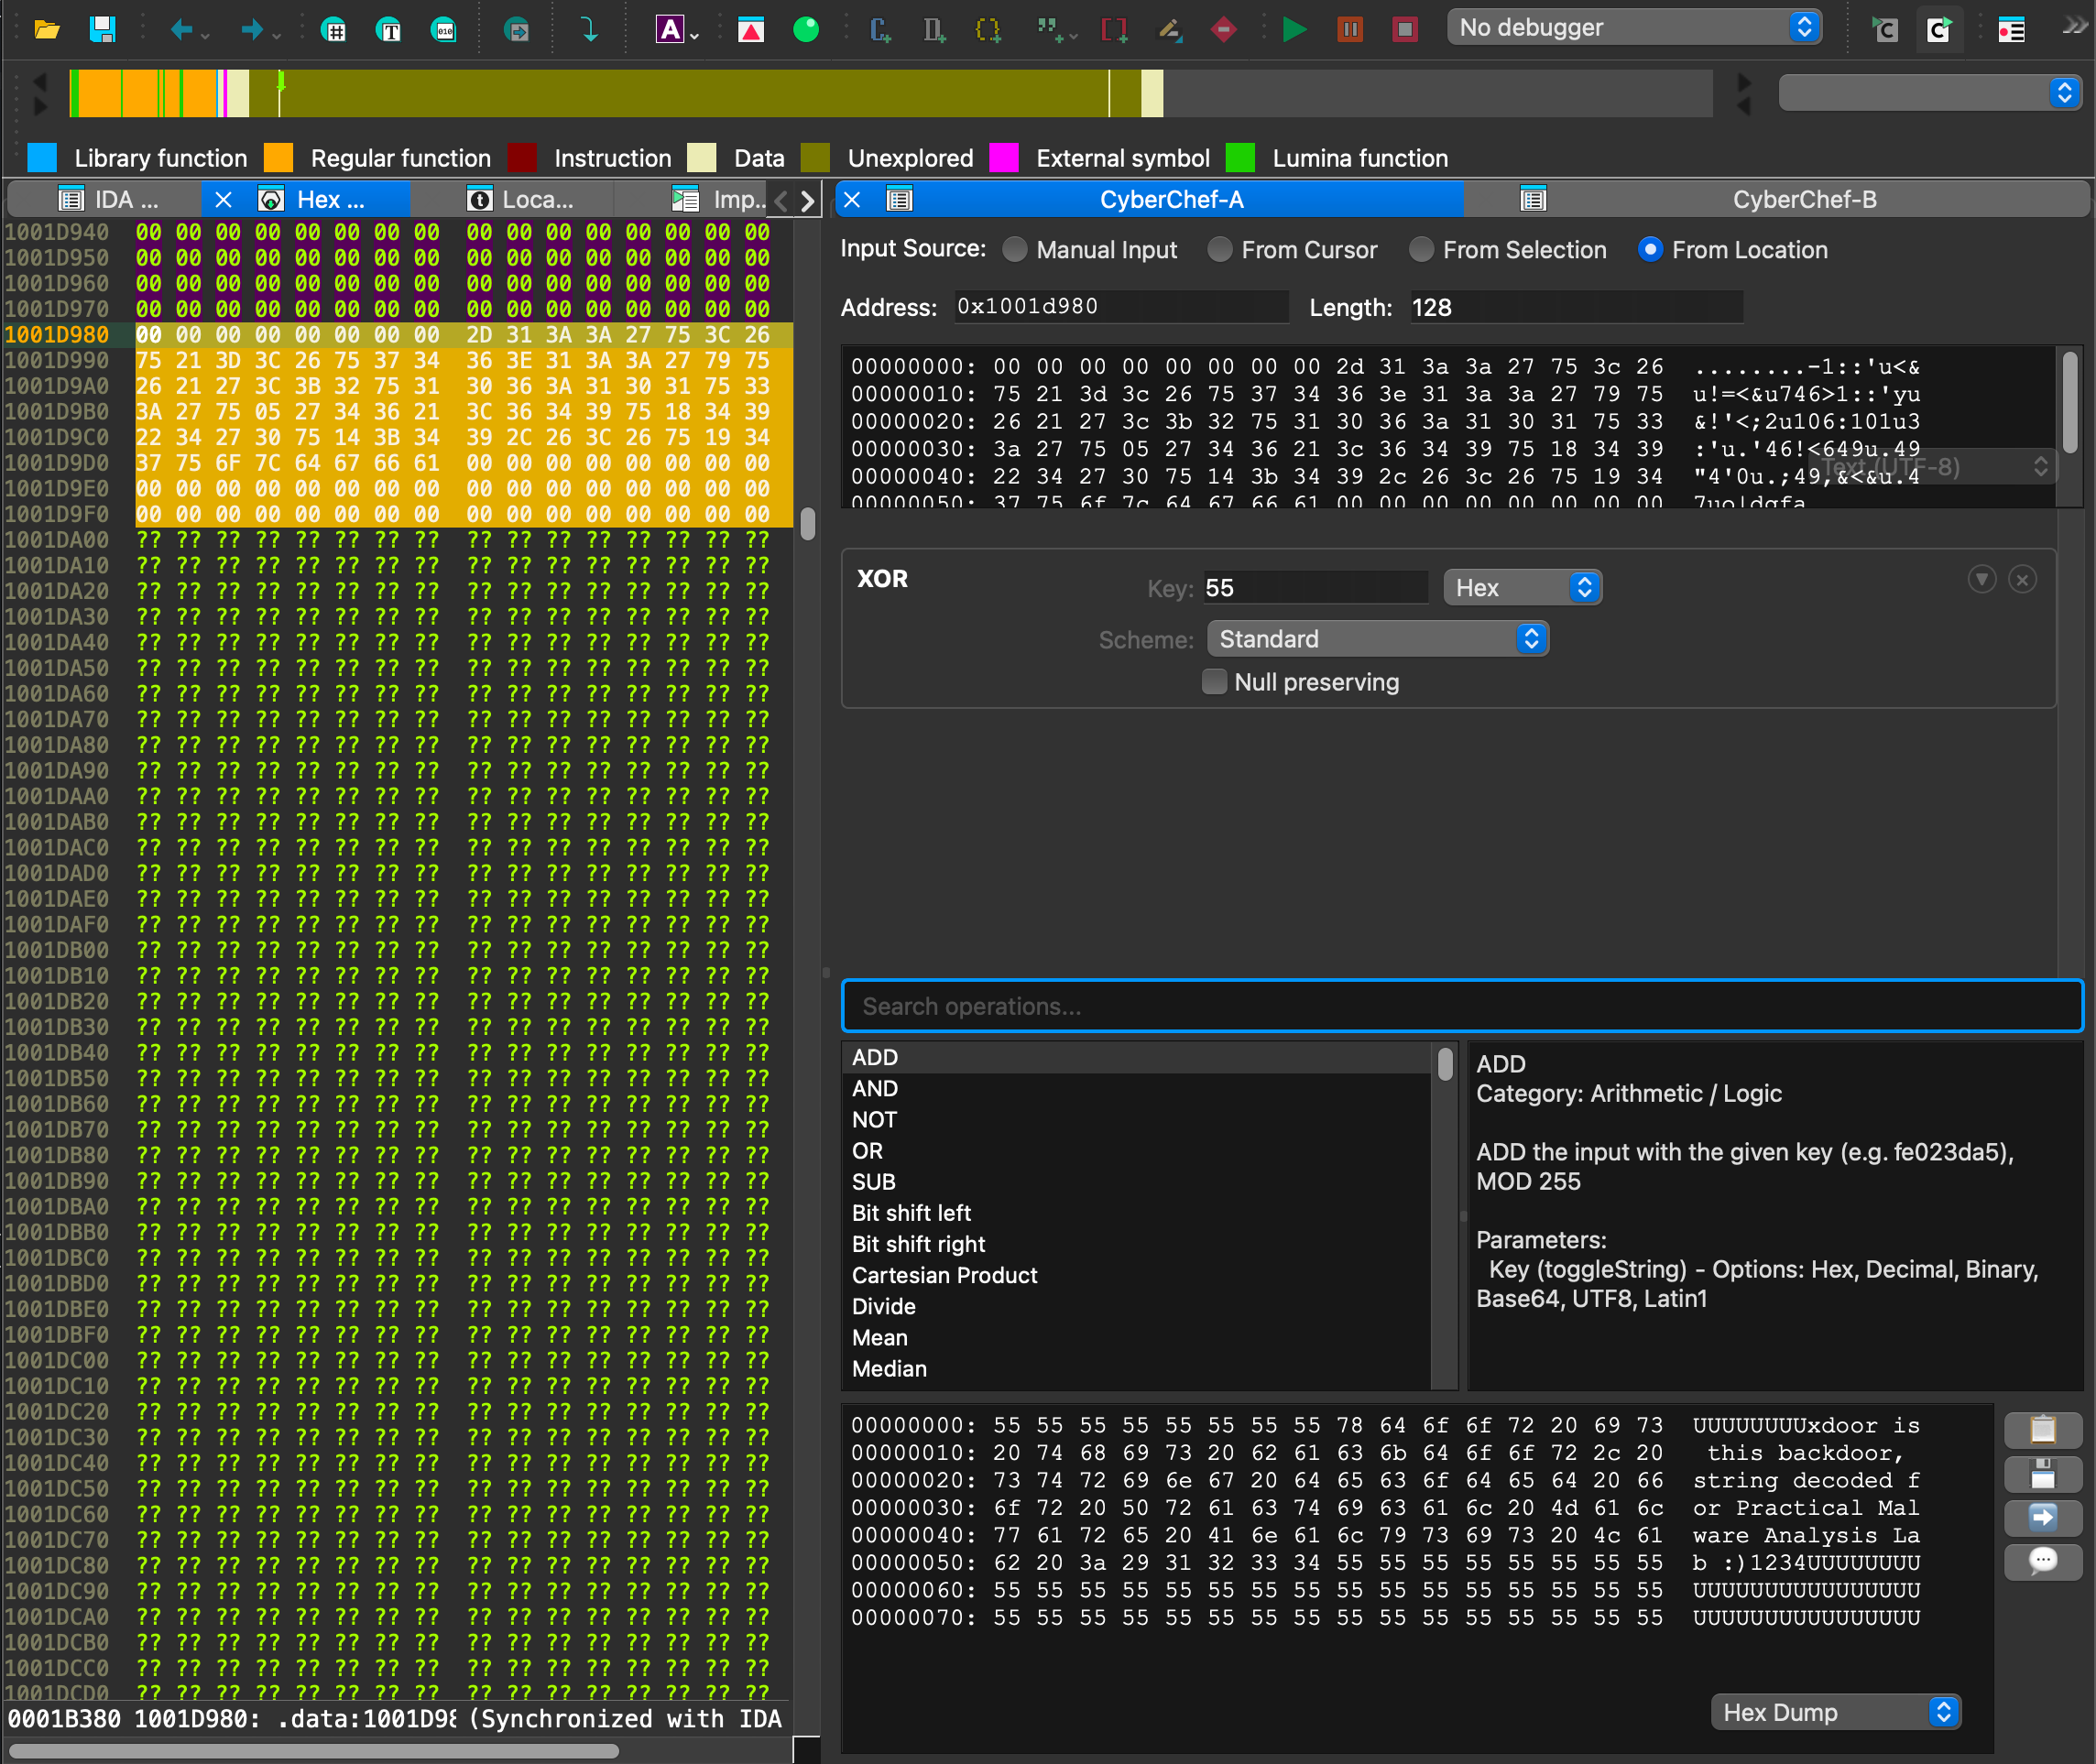 No debugger
Library function Regular function Instruction Data Unexplored External symbol Lumina function
IDA ... Hex ... Loca... Imp..
1001D940 00 00 00 00 00 00 00 00 00 00 00 00 00 00 00 00
1001D950 00 00 00 00 00 00 00 00 00 00 00 00 00 00 00 00
1001D960 00 00 00 00 00 00 00 00 00 00 00 00 00 00 00 00
1001D970 00 00 00 00 00 00 00 00 00 00 00 00 00 00 00 00
1001D980 00 00 00 00 00 00 00 00 2D 31 3A 3A 27 75 3C 26
1001D990 75 21 3D 3C 26 75 37 34 36 3E 31 3A 3A 27 79 75
1001D9A0 26 21 27 3C 3B 32 75 31 30 36 3A 31 30 31 75 33
1001D9B0 3A 27 75 05 27 34 36 21 3C 36 34 39 75 18 34 39
1001D9C0 22 34 27 30 75 14 3B 34 39 2C 26 3C 26 75 19 34
1001D9D0 37 75 6F 7C 64 67 66 61 00 00 00 00 00 00 00 00
1001D9E0 00 00 00 00 00 00 00 00 00 00 00 00 00 00 00 00
1001D9F0 00 00 00 00 00 00 00 00 00 00 00 00 00 00 00 00
1001DA00 ?? ?? ?? ?? ?? ?? ?? ?? ?? ?? ?? ?? ?? ?? ?? ??
1001DA10 ?? ?? ?? ?? ?? ?? ?? ?? ?? ?? ?? ?? ?? ?? ?? ??
1001DA20 ?? ?? ?? ?? ?? ?? ?? ?? ?? ?? ?? ?? ?? ?? ?? ??
1001DA30 ?? ?? ?? ?? ?? ?? ?? ?? ?? ?? ?? ?? ?? ?? ?? ??
1001DA40 ?? ?? ?? ?? ?? ?? ?? ?? ?? ?? ?? ?? ?? ?? ?? ??
1001DA50 ?? ?? ?? ?? ?? ?? ?? ?? ?? ?? ?? ?? ?? ?? ?? ??
1001DA60 ?? ?? ?? ?? ?? ?? ?? ?? ?? ?? ?? ?? ?? ?? ?? ??
1001DA70 ?? ?? ?? ?? ?? ?? ?? ?? ?? ?? ?? ?? ?? ?? ?? ??
1001DA80 ?? ?? ?? ?? ?? ?? ?? ?? ?? ?? ?? ?? ?? ?? ?? ??
1001DA90 ?? ?? ?? ?? ?? ?? ?? ?? ?? ?? ?? ?? ?? ?? ?? ??
1001DAA0 ?? ?? ?? ?? ?? ?? ?? ?? ?? ?? ?? ?? ?? ?? ?? ??
1001DAB0 ?? ?? ?? ?? ?? ?? ?? ?? ?? ?? ?? ?? ?? ?? ?? ??
1001DAC0 ?? ?? ?? ?? ?? ?? ?? ?? ?? ?? ?? ?? ?? ?? ?? ??
1001DAD0 ?? ?? ?? ?? ?? ?? ?? ?? ?? ?? ?? ?? ?? ?? ?? ??
1001DAE0 ?? ?? ?? ?? ?? ?? ?? ?? ?? ?? ?? ?? ?? ?? ?? ??
1001DAF0 ?? ?? ?? ?? ?? ?? ?? ?? ?? ?? ?? ?? ?? ?? ?? ??
1001DB00 ?? ?? ?? ?? ?? ?? ?? ?? ?? ?? ?? ?? ?? ?? ?? ??
1001DB10 ?? ?? ?? ?? ?? ?? ?? ?? ?? ?? ?? ?? ?? ?? ?? ??
1001DB20 ?? ?? ?? ?? ?? ?? ?? ?? ?? ?? ?? ?? ?? ?? ?? ??
1001DB30 ?? ?? ?? ?? ?? ?? ?? ?? ?? ?? ?? ?? ?? ?? ?? ??
1001DB40 ?? ?? ?? ?? ?? ?? ?? ?? ?? ?? ?? ?? ?? ?? ?? ??
1001DB50 ?? ?? ?? ?? ?? ?? ?? ?? ?? ?? ?? ?? ?? ?? ?? ??
1001DB60 ?? ?? ?? ?? ?? ?? ?? ?? ?? ?? ?? ?? ?? ?? ?? ??
1001DB70 ?? ?? ?? ?? ?? ?? ?? ?? ?? ?? ?? ?? ?? ?? ?? ??
1001DB80 ?? ?? ?? ?? ?? ?? ?? ?? ?? ?? ?? ?? ?? ?? ?? ??
1001DB90 ?? ?? ?? ?? ?? ?? ?? ?? ?? ?? ?? ?? ?? ?? ?? ??
1001DBA0 ?? ?? ?? ?? ?? ?? ?? ?? ?? ?? ?? ?? ?? ?? ?? ??
1001DBB0 ?? ?? ?? ?? ?? ?? ?? ?? ?? ?? ?? ?? ?? ?? ?? ??
1001DBC0 ?? ?? ?? ?? ?? ?? ?? ?? ?? ?? ?? ?? ?? ?? ?? ??
1001DBD0 ?? ?? ?? ?? ?? ?? ?? ?? ?? ?? ?? ?? ?? ?? ?? ??
1001DBE0 ?? ?? ?? ?? ?? ?? ?? ?? ?? ?? ?? ?? ?? ?? ?? ??
1001DBF0 ?? ?? ?? ?? ?? ?? ?? ?? ?? ?? ?? ?? ?? ?? ?? ??
1001DC00 ?? ?? ?? ?? ?? ?? ?? ?? ?? ?? ?? ?? ?? ?? ?? ??
1001DC10 ?? ?? ?? ?? ?? ?? ?? ?? ?? ?? ?? ?? ?? ?? ?? ??
1001DC20 ?? ?? ?? ?? ?? ?? ?? ?? ?? ?? ?? ?? ?? ?? ?? ??
1001DC30 ?? ?? ?? ?? ?? ?? ?? ?? ?? ?? ?? ?? ?? ?? ?? ??
1001DC40 ?? ?? ?? ?? ?? ?? ?? ?? ?? ?? ?? ?? ?? ?? ?? ??
1001DC50 ?? ?? ?? ?? ?? ?? ?? ?? ?? ?? ?? ?? ?? ?? ?? ??
1001DC60 ?? ?? ?? ?? ?? ?? ?? ?? ?? ?? ?? ?? ?? ?? ?? ??
1001DC70 ?? ?? ?? ?? ?? ?? ?? ?? ?? ?? ?? ?? ?? ?? ?? ??
1001DC80 ?? ?? ?? ?? ?? ?? ?? ?? ?? ?? ?? ?? ?? ?? ?? ??
1001DC90 ?? ?? ?? ?? ?? ?? ?? ?? ?? ?? ?? ?? ?? ?? ?? ??
1001DCA0 ?? ?? ?? ?? ?? ?? ?? ?? ?? ?? ?? ?? ?? ?? ?? ??
1001DCB0 ?? ?? ?? ?? ?? ?? ?? ?? ?? ?? ?? ?? ?? ?? ?? ??
1001DCC0 ?? ?? ?? ?? ?? ?? ?? ?? ?? ?? ?? ?? ?? ?? ?? ??
1001DCD0 ?? ?? ?? ?? ?? ?? ?? ?? ?? ?? ?? ?? ?? ?? ?? ??
0001B380 1001D980: .data:1001D98 (Synchronized with IDA
CyberChef-A CyberChef-B
Input Source: Manual Input From Cursor From Selection From Location
Address: 0x1001d980 Length: 128
00000000: 00 00 00 00 00 00 00 00 2d 31 3a 3a 27 75 3c 26 ........-1::'u<&
00000010: 75 21 3d 3c 26 75 37 34 36 3e 31 3a 3a 27 79 75 u!=<&u746>1::'yu
00000020: 26 21 27 3c 3b 32 75 31 30 36 3a 31 30 31 75 33 &!'<;2u106:101u3
00000030: 3a 27 75 05 27 34 36 21 3c 36 34 39 75 18 34 39 :'u.'46!<649u.49
Text (UTF-8)
00000040: 22 34 27 30 75 14 3b 34 39 2c 26 3c 26 75 19 34 "4'0u.;49,&<&u.4
00000050: 37 75 6f 7c 64 67 66 61 00 00 00 00 00 00 00 00 7uo|dgfa
XOR Key: 55 Hex
Scheme: Standard
Null preserving
Search operations...
ADD
AND
NOT
OR
SUB
Bit shift left
Bit shift right
Cartesian Product
Divide
Mean
Median
ADD
Category: Arithmetic / Logic
ADD the input with the given key (e.g. fe023da5),
MOD 255
Parameters:
Key (toggleString) - Options: Hex, Decimal, Binary,
Base64, UTF8, Latin1
00000000: 55 55 55 55 55 55 55 55 78 64 6f 6f 72 20 69 73 UUUUUUUUxdoor is
00000010: 20 74 68 69 73 20 62 61 63 6b 64 6f 6f 72 2c 20 this backdoor,
00000020: 73 74 72 69 6e 67 20 64 65 63 6f 64 65 64 20 66 string decoded f
00000030: 6f 72 20 50 72 61 63 74 69 63 61 6c 20 4d 61 6c or Practical Mal
00000040: 77 61 72 65 20 41 6e 61 6c 79 73 69 73 20 4c 61 ware Analysis La
00000050: 62 20 3a 29 31 32 33 34 55 55 55 55 55 55 55 55 b :)1234UUUUUUUU
00000060: 55 55 55 55 55 55 55 55 55 55 55 55 55 55 55 55 UUUUUUUUUUUUUUUU
00000070: 55 55 55 55 55 55 55 55 55 55 55 55 55 55 55 55 UUUUUUUUUUUUUUUU
Hex Dump